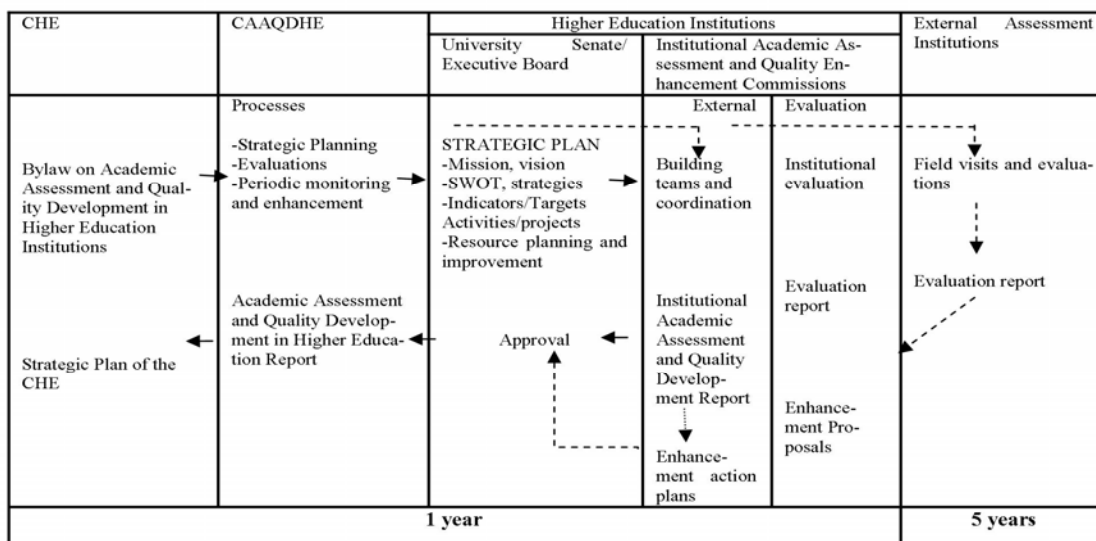 CHE
CAAQDHE
Higher Education Institutions
External Assessment
Institutions
University Senate/
Executive Board
Institutional Academic As-
sessment and Quality En-
hancement Commissions
Bylaw on Academic
Assessment and Qual-
ity Development in
Higher Education
Institutions
Strategic Plan of the
CHE
Processes
-Strategic Planning
-Evaluations
-Periodic monitoring
and enhancement
Academic Assessment
and Quality Develop-
ment in Higher Educa-
tion Report
STRATEGIC PLAN
-Mission, vision
-SWOT, strategies
-Indicators/Targets
Activities/projects
-Resource planning and
improvement
Approval
External
Building
teams and
coordination
Institutional
Academic
Assessment
and Quality
Develop-
ment Report
Enhance-
ment action
plans
Evaluation
Institutional
evaluation
Evaluation
report
Enhance-
ment Pro-
posals
Field visits and evalua-
tions
Evaluation report
1 year
5 years